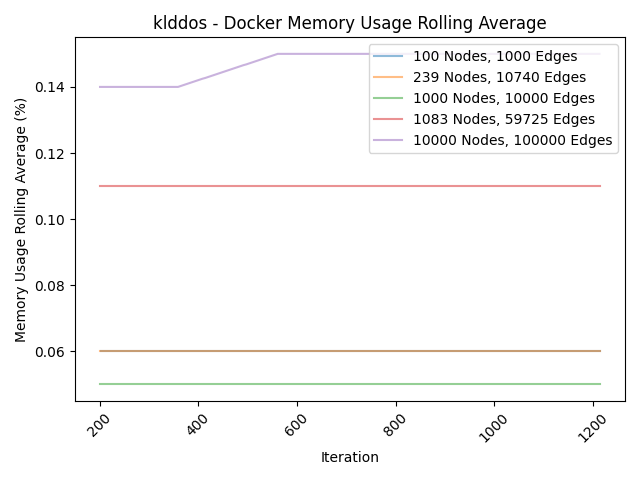 klddos - Docker Memory Usage Rolling Average
100 Nodes, 1000 Edges
239 Nodes, 10740 Edges
1000 Nodes, 10000 Edges
1083 Nodes, 59725 Edges
10000 Nodes, 100000 Edges
Memory Usage Rolling Average (%)
0.14
0.12
0.10
0.08
0.06
200
400
600
800
1000
1200
Iteration